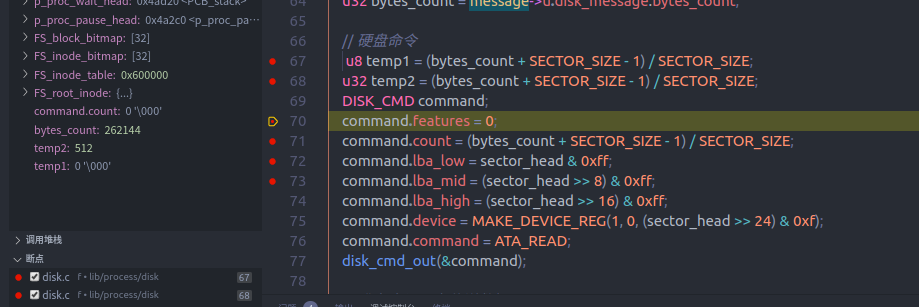 p_proc_wait_head: 0x4ad20 <PCB_stack>
p_proc_pause_head: 0x4a2c0 <p_proc_pa…
FS_block_bitmap: [32]
FS_inode_bitmap: [32]
FS_inode_table: 0x600000
FS_root_inode: {...}
command.count: 0 '\000'
bytes_count: 262144
temp2: 512
temp1: 0 '\000'
调用堆栈
断点
disk.c f • lib/process/disk 67
disk.c f • lib/process/disk 68
64 u32 bytes_count = message->u.disk_message.bytes_count;
65
66 // 硬盘命令
67 u8 temp1 = (bytes_count + SECTOR_SIZE - 1) / SECTOR_SIZE;
68 u32 temp2 = (bytes_count + SECTOR_SIZE - 1) / SECTOR_SIZE;
69 DISK_CMD command;
70 command.features = 0;
71 command.count = (bytes_count + SECTOR_SIZE - 1) / SECTOR_SIZE;
72 command.lba_low = sector_head & 0xff;
73 command.lba_mid = (sector_head >> 8) & 0xff;
74 command.lba_high = (sector_head >> 16) & 0xff;
75 command.device = MAKE_DEVICE_REG(1, 0, (sector_head >> 24) & 0xf);
76 command.command = ATA_READ;
77 disk_cmd_out(&command);
78